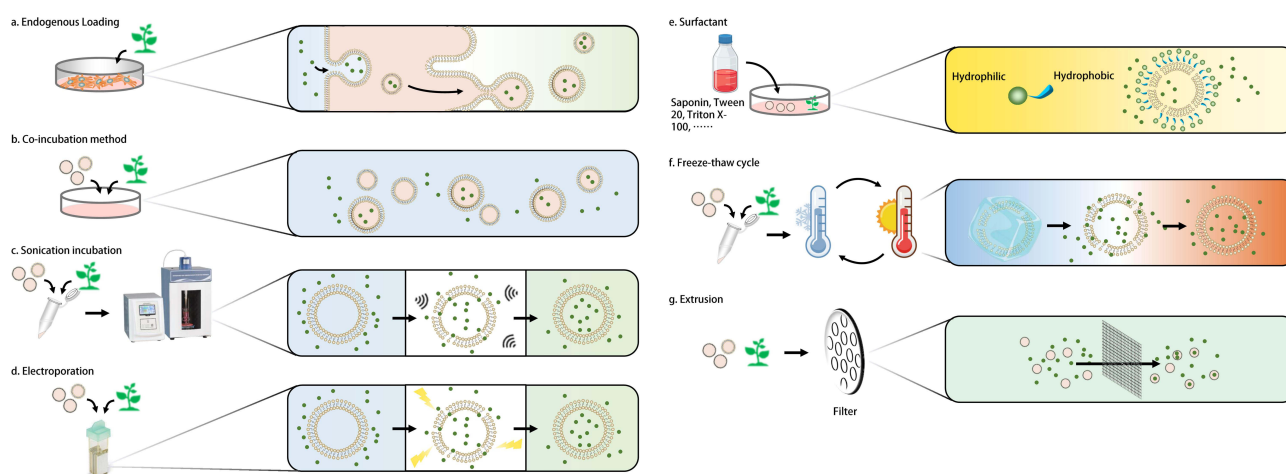 a. Endogenous Loading
b. Co-incubation method
c. Sonication incubation
d. Electroporation
e. Surfactant
Saponin, Tween
20, Triton X-
100, ······
Hydrophilic
Hydrophobic
f. Freeze-thaw cycle
g. Extrusion
Filter